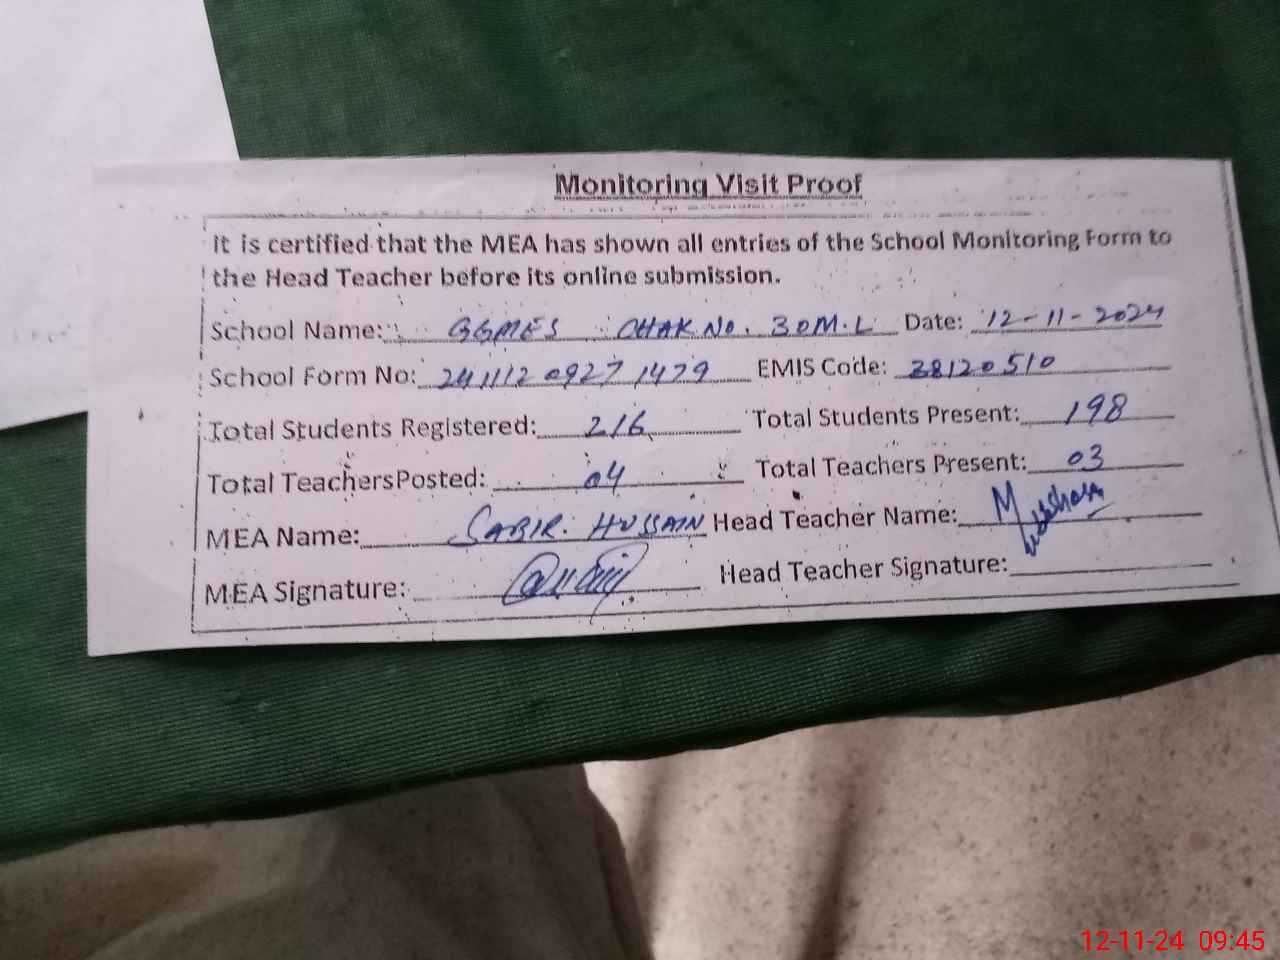 Monitoring Visit Proof
It is certified that the MEA has shown all entries of the School Monitoring Form to
the Head Teacher before its online submission.
School Name: GGMES CHAK No. 30M.L Date: 12-11-2024
School Form No: 241112 0927 1479 EMIS Code: 38120510
Total Students Registered: 216 Total Students Present: 198
Total TeachersPosted: 04 Total Teachers Present: 03
MEA Name: SABIR. HUSSAIN Head Teacher Name:
MEA Signature: Head Teacher Signature:
12-11-24 09:45